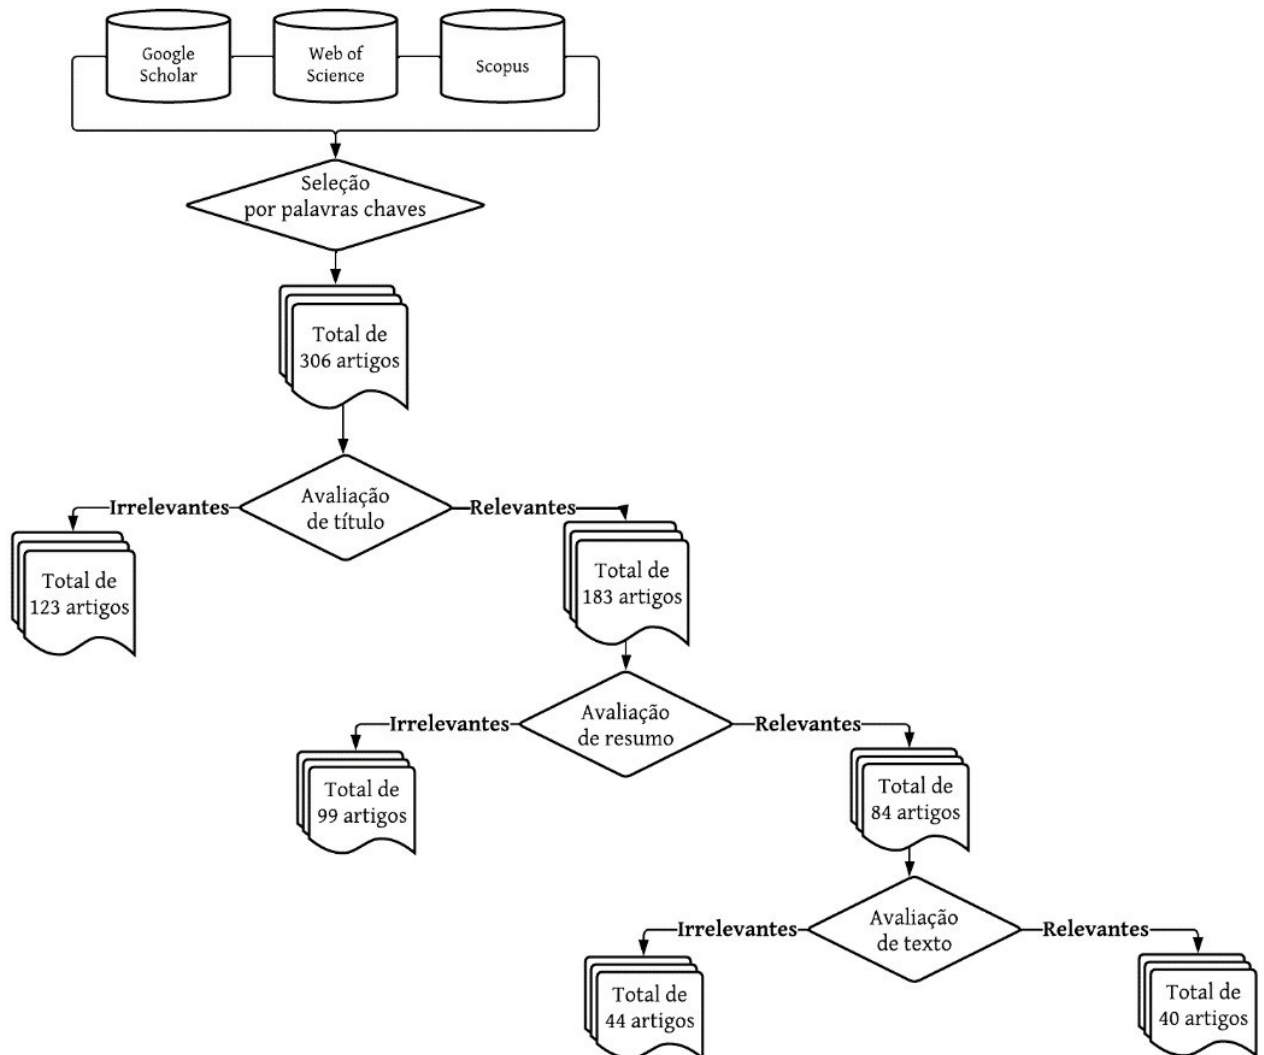 Google
Scholar
Web of
Science
Scopus
Seleção
por palavras chaves
Total de
306 artigos
Avaliação
de título
Irrelevantes
Relevantes
Total de
123 artigos
Total de
183 artigos
Avaliação
de resumo
Irrelevantes
Relevantes
Total de
99 artigos
Total de
84 artigos
Avaliação
de texto
Irrelevantes
Relevantes
Total de
44 artigos
Total de
40 artigos